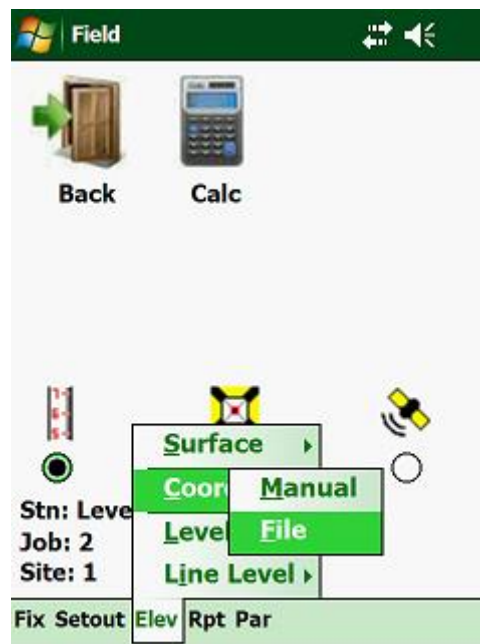 Field
Back Calc
Surface
Coor
Manual
Level
File
Line Level
Stn: Leve
Job: 2
Site: 1
Fix Setout Elev Rpt Par